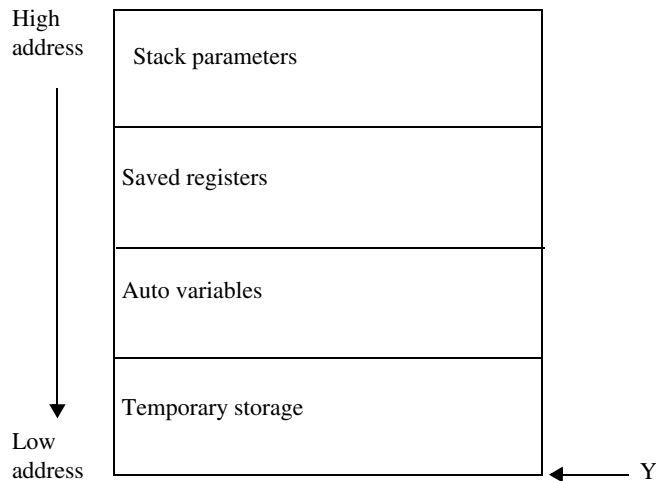 High
address
Stack parameters
Saved registers
Auto variables
Temporary storage
Low
address
Y